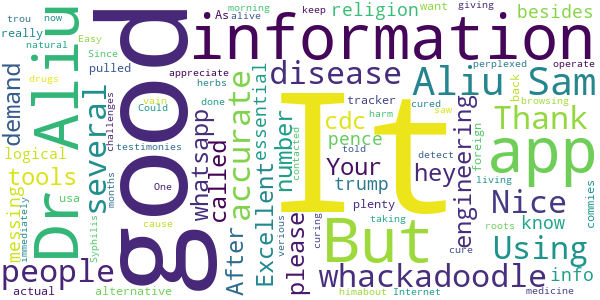 good
It
information
app
But
Dr Aliu
Aliu Sam
disease
Thank
Nice
Using
whackadoodle
people
several
tools
accurate
religion
besides
engineering
Your
hey
cdc
pence
trump
please
number
Excellent
essential
After
whatsapp
called
demand
messing
logical
info
know
tracker
plenty
foreign
alternative
actual
immediately
usa
Syphilis
months
challenges
Since
pulled
As
alive
Easy
really
now
trou
natural
drugs
morning
keep
want
giving
appreciate
perplexed
operate
herbs
vain
done
Could
testimonies
One
cause
contacted
told
harm
cured
saw
back
browsing
detect
living
commies
roots
cure
curing
verious
taking
himabout
Internet
medicine